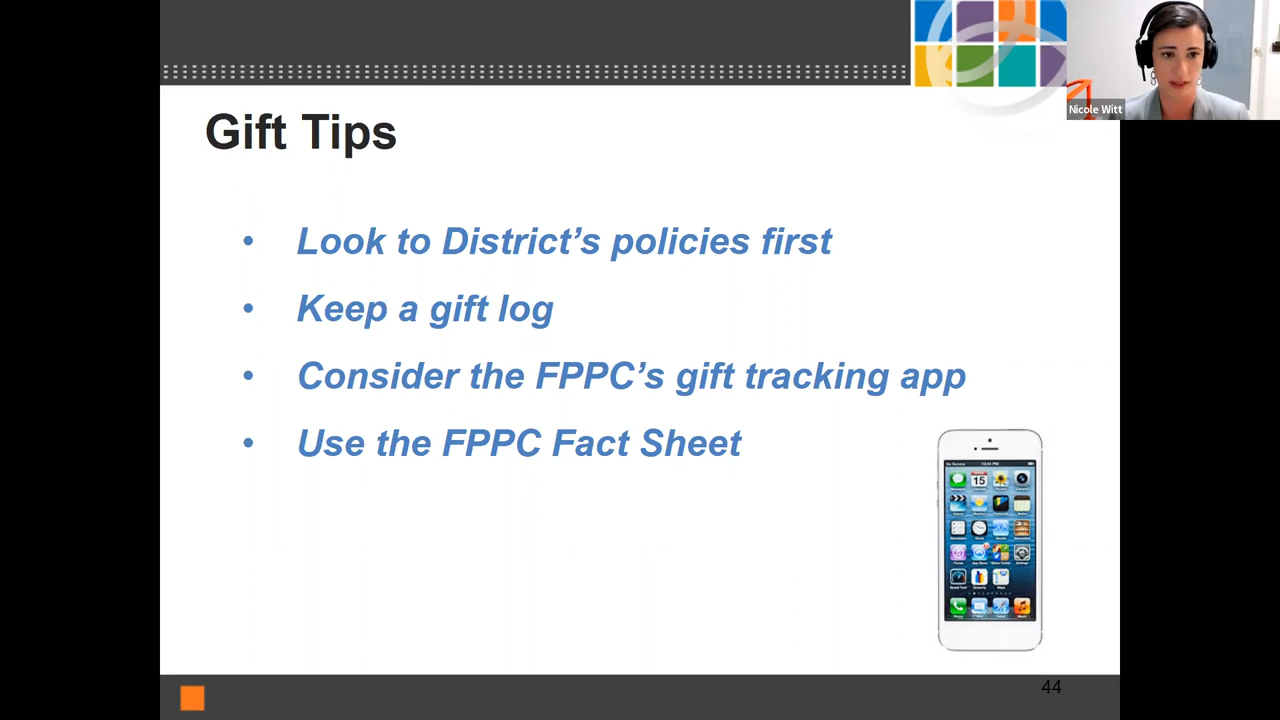 Nicole Witt
Gift Tips
• Look to District’s policies first
• Keep a gift log
• Consider the FPPC’s gift tracking app
• Use the FPPC Fact Sheet
15
44